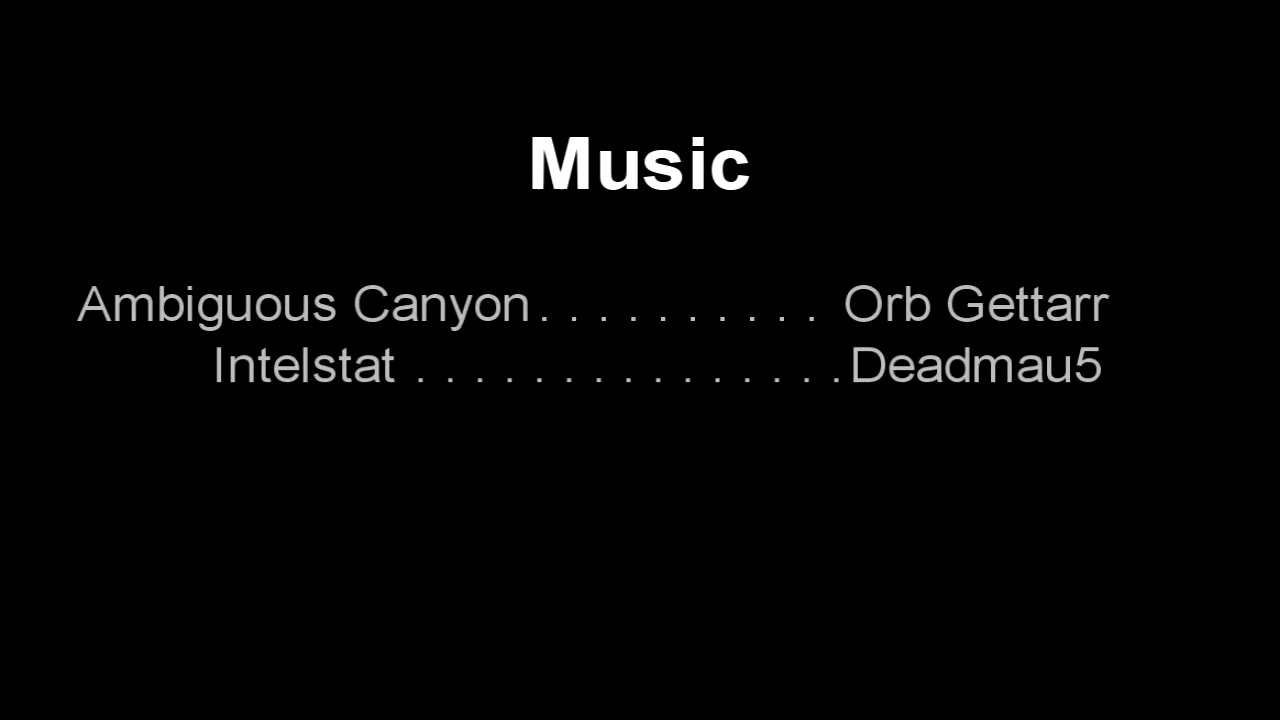 Music
Ambiguous Canyon . . . . . . . . . . Orb Gettarr
Intelstat . . . . . . . . . . . . . . . Deadmau5